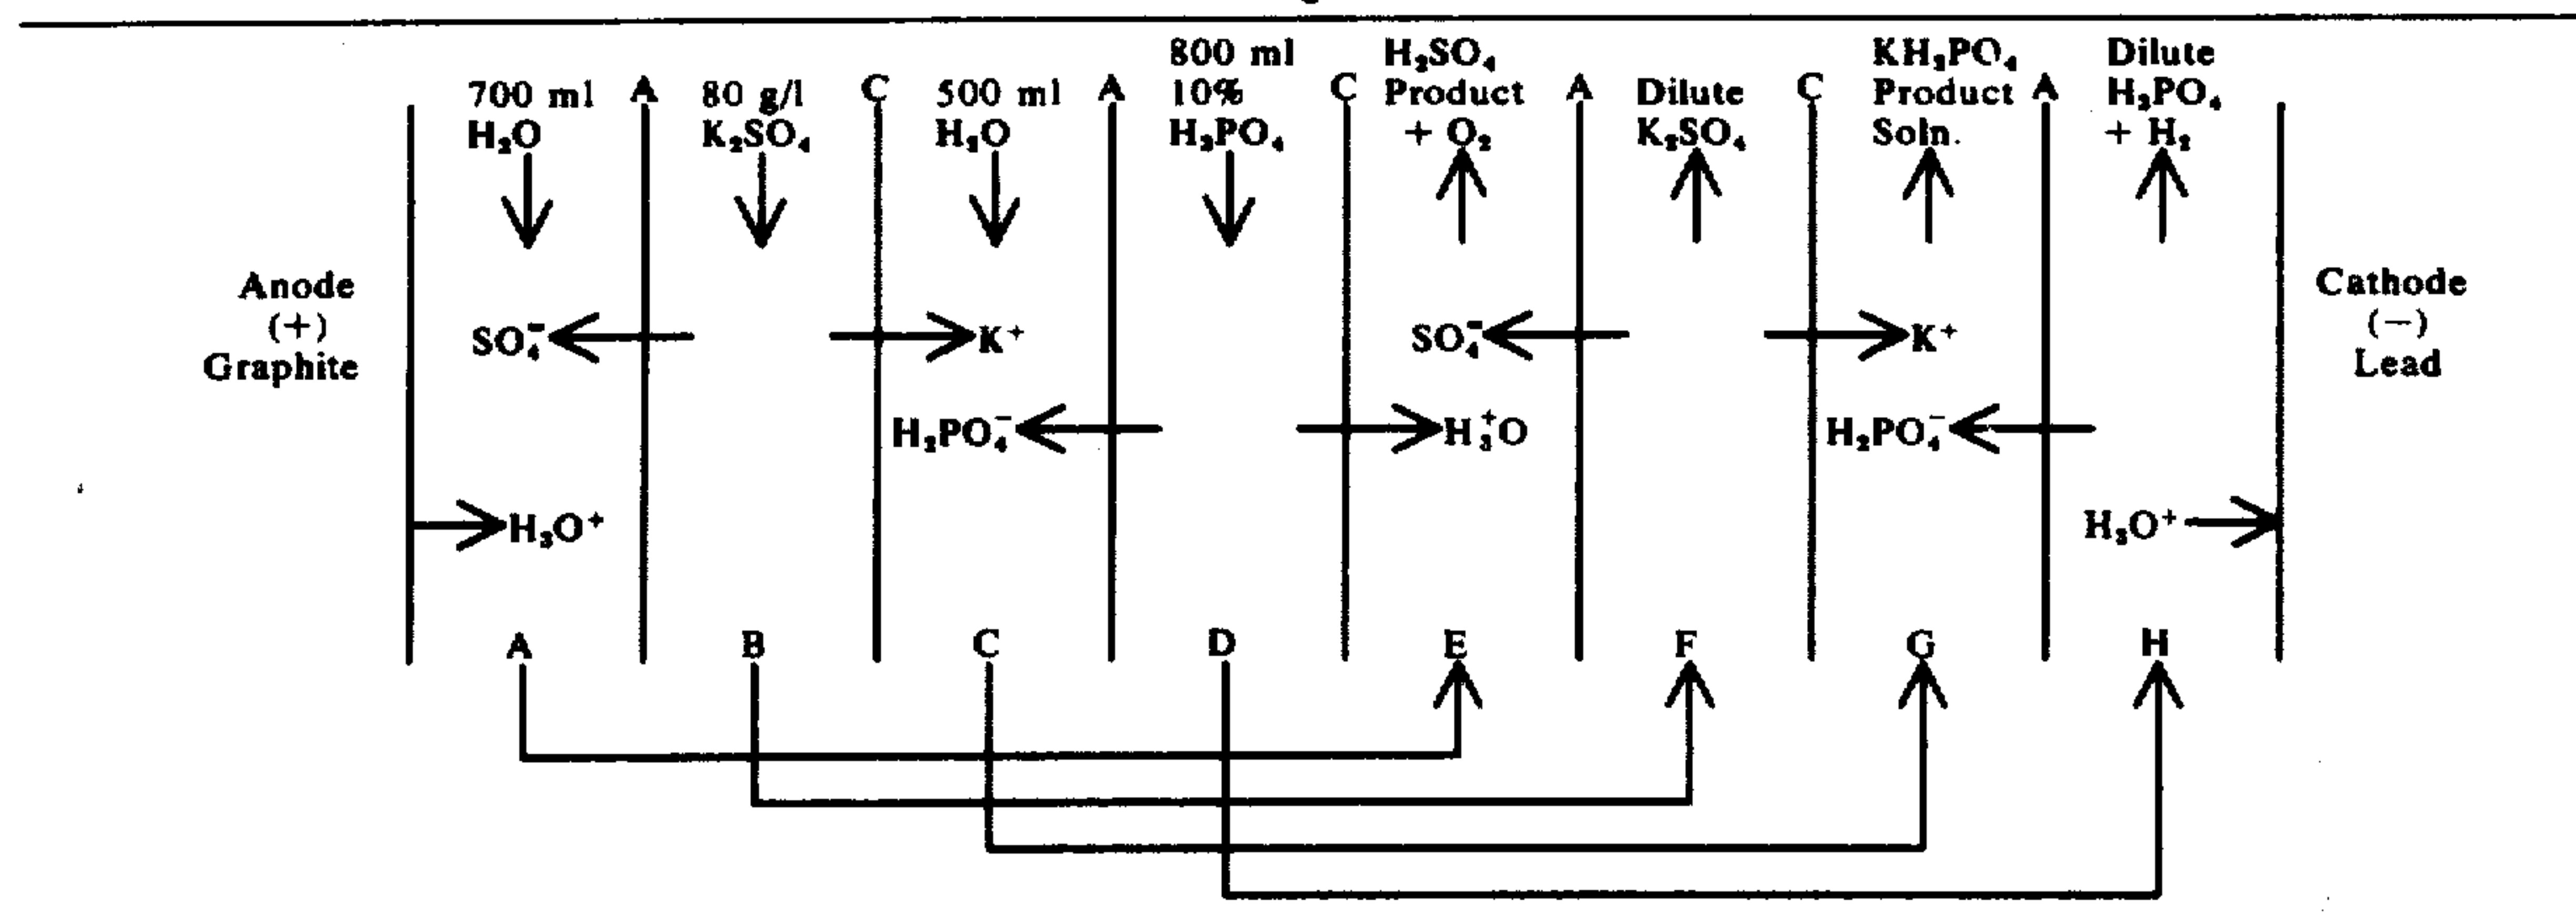 800 ml H₂SO₄ KH₂PO₄ Dilute
700 ml A 80 g/l C 500 ml A 10% C Product A Dilute C Product A H₃PO₄
H₂O K₂SO₄ H₂O H₃PO₄ + O₂ K₂SO₄ Soln. + H₂
Anode Cathode
(+) SO₄⁼ K⁺ SO₄⁼ K⁺ (−)
Graphite Lead
H₂PO₄⁻ H₃⁺O H₂PO₄⁻
H₃O⁺ H₃O⁺
A B C D E F G H